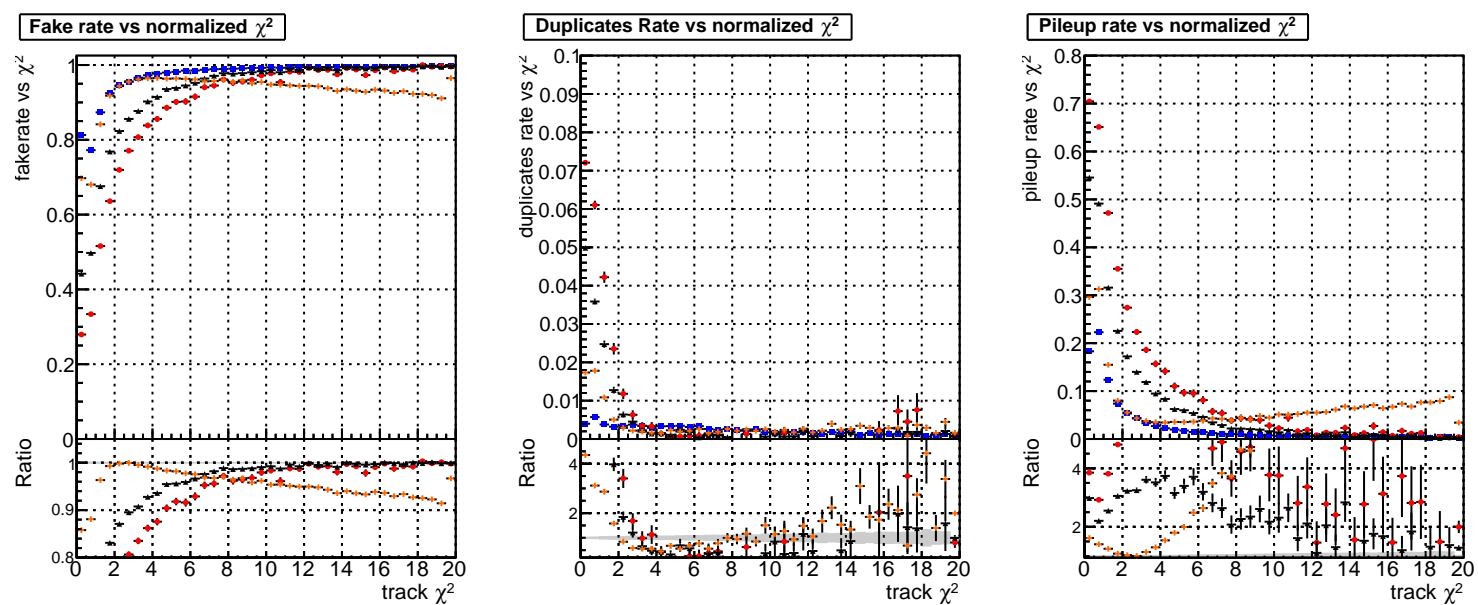 Fake rate vs normalized χ²
fakerate vs χ²
1
0.8
0.6
0.4
0.2
0
Ratio
1
0.9
0.8
0 2 4 6 8 10 12 14 16 18 20
track χ²
Duplicates Rate vs normalized χ²
duplicates rate vs χ²
0.1
0.09
0.08
0.07
0.06
0.05
0.04
0.03
0.02
0.01
0
Ratio
4
2
0 2 4 6 8 10 12 14 16 18 20
track χ²
Pileup rate vs normalized χ²
pileup rate vs χ²
0.8
0.7
0.6
0.5
0.4
0.3
0.2
0.1
0
Ratio
4
2
0 2 4 6 8 10 12 14 16 18 20
track χ²